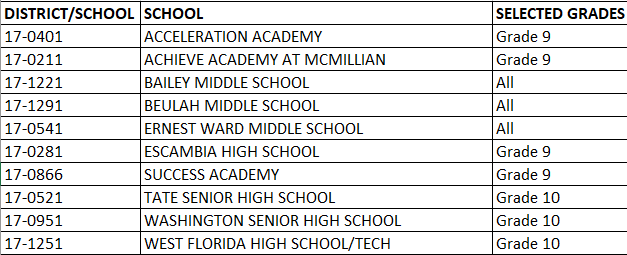 DISTRICT/SCHOOL SCHOOL SELECTED GRADES
17-0401 ACCELERATION ACADEMY Grade 9
17-0211 ACHIEVE ACADEMY AT MCMILLIAN Grade 9
17-1221 BAILEY MIDDLE SCHOOL All
17-1291 BEULAH MIDDLE SCHOOL All
17-0541 ERNEST WARD MIDDLE SCHOOL All
17-0281 ESCAMBIA HIGH SCHOOL Grade 9
17-0866 SUCCESS ACADEMY Grade 9
17-0521 TATE SENIOR HIGH SCHOOL Grade 10
17-0951 WASHINGTON SENIOR HIGH SCHOOL Grade 10
17-1251 WEST FLORIDA HIGH SCHOOL/TECH Grade 10